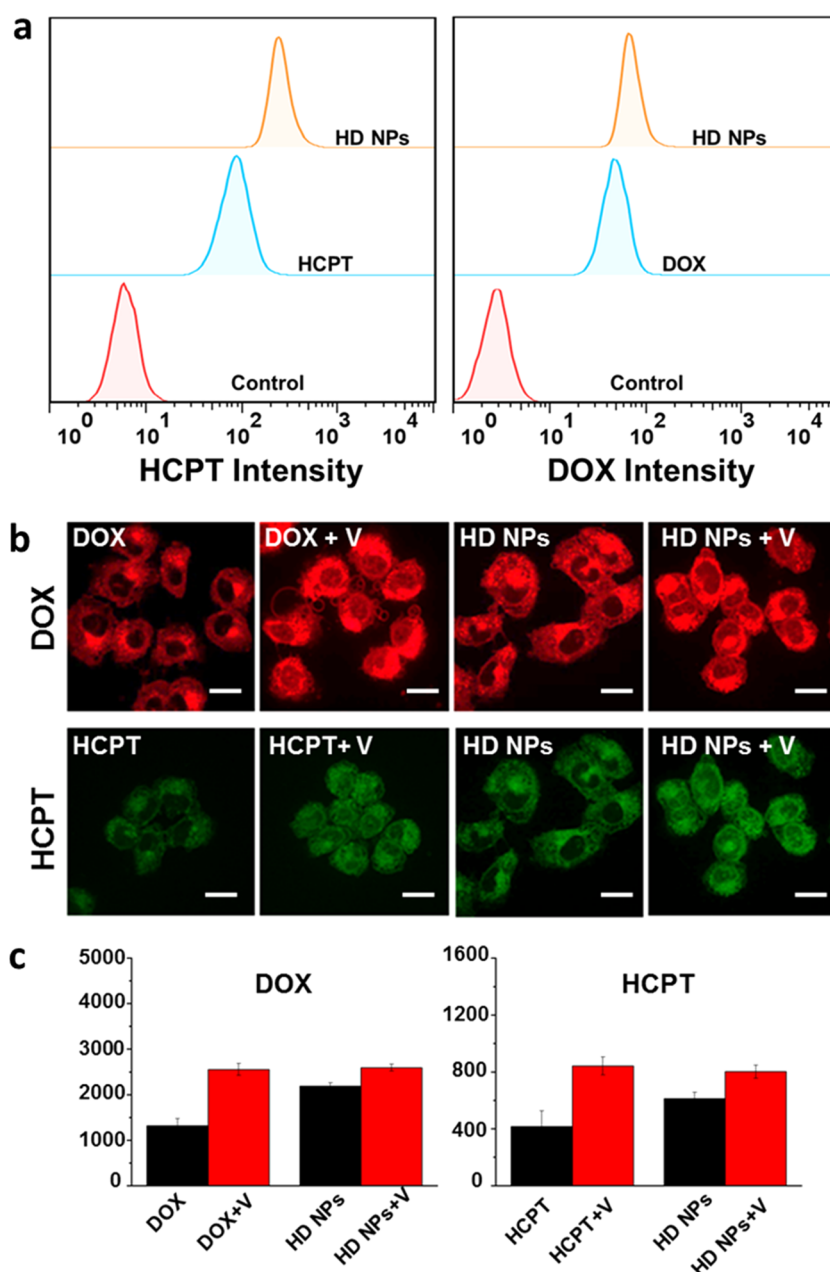 a
HD NPs
HCPT
Control
10^0 10^1 10^2 10^3 10^4
HCPT Intensity
HD NPs
DOX
Control
10^0 10^1 10^2 10^3 10^4
DOX Intensity
b
DOX
DOX DOX + V HD NPs HD NPs + V
HCPT
HCPT HCPT+ V HD NPs HD NPs + V
c
DOX
5000
4000
3000
2000
1000
0
DOX DOX+V HD NPs HD NPs+V
HCPT
1600
1200
800
400
0
HCPT HCPT+V HD NPs HD NPs+V